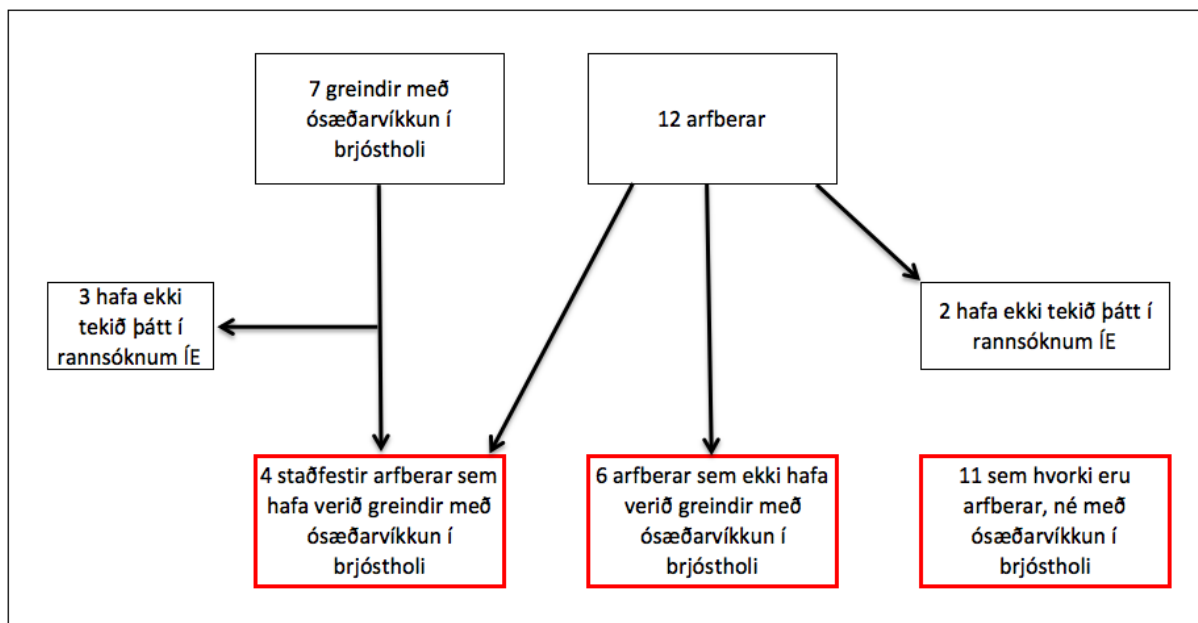 7 greindir með
ósæðarvíkkun í
brjóstholi
12 arfberar
3 hafa ekki
tekið þátt í
rannsóknum ÍE
2 hafa ekki tekið þátt í
rannsóknum ÍE
4 staðfestir arfberar sem
hafa verið greindir með
ósæðarvíkkun í
brjóstholi
6 arfberar sem ekki hafa
verið greindir með
ósæðarvíkkun í
brjóstholi
11 sem hvorki eru
arfberar, né með
ósæðarvíkkun í
brjóstholi